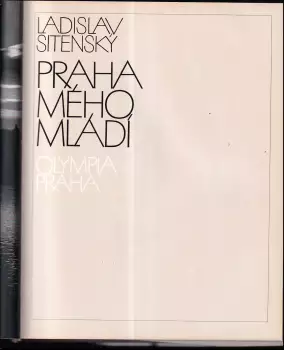 LADISLAV
SITENSKÝ
PRAHA
MÉHO
MLÁDÍ
OLYMPIA
PRAHA